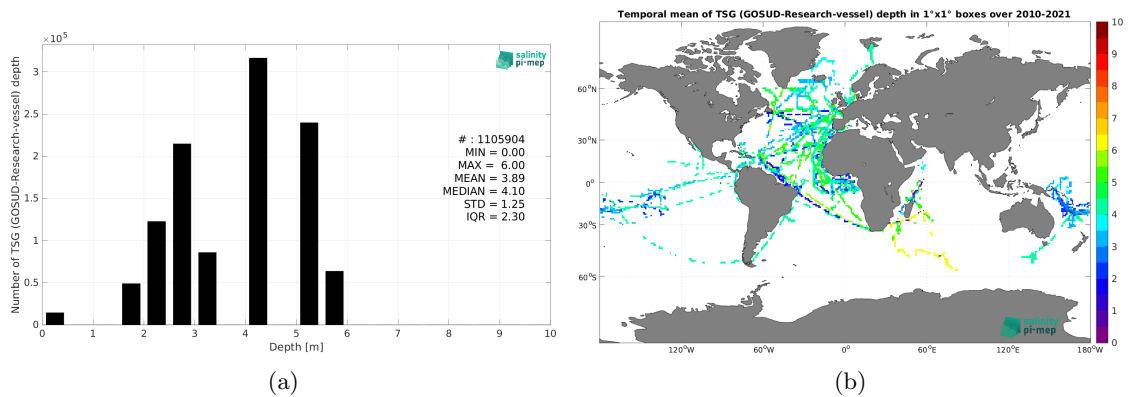 ×10⁵
salinity
pi-mep
3
2.5
2
1.5
1
0.5
0
Number of TSG (GOSUD-Research-vessel) depth
# : 1105904
MIN = 0.00
MAX = 6.00
MEAN = 3.89
MEDIAN = 4.10
STD = 1.25
IQR = 2.30
0 1 2 3 4 5 6 7 8 9 10
Depth [m]
(a)
Temporal mean of TSG (GOSUD-Research-vessel) depth in 1°x1° boxes over 2010-2021
60°N
30°N
0°
30°S
60°S
120°W 60°W 0° 60°E 120°E 180°W
salinity
pi-mep
10
9
8
7
6
5
4
3
2
1
0
(b)